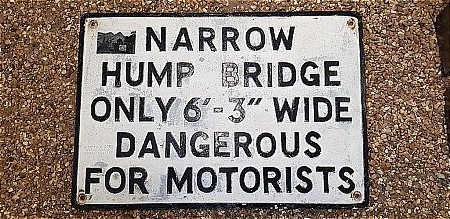 NARROW
HUMP BRIDGE
ONLY 6'-3" WIDE
DANGEROUS
FOR MOTORISTS